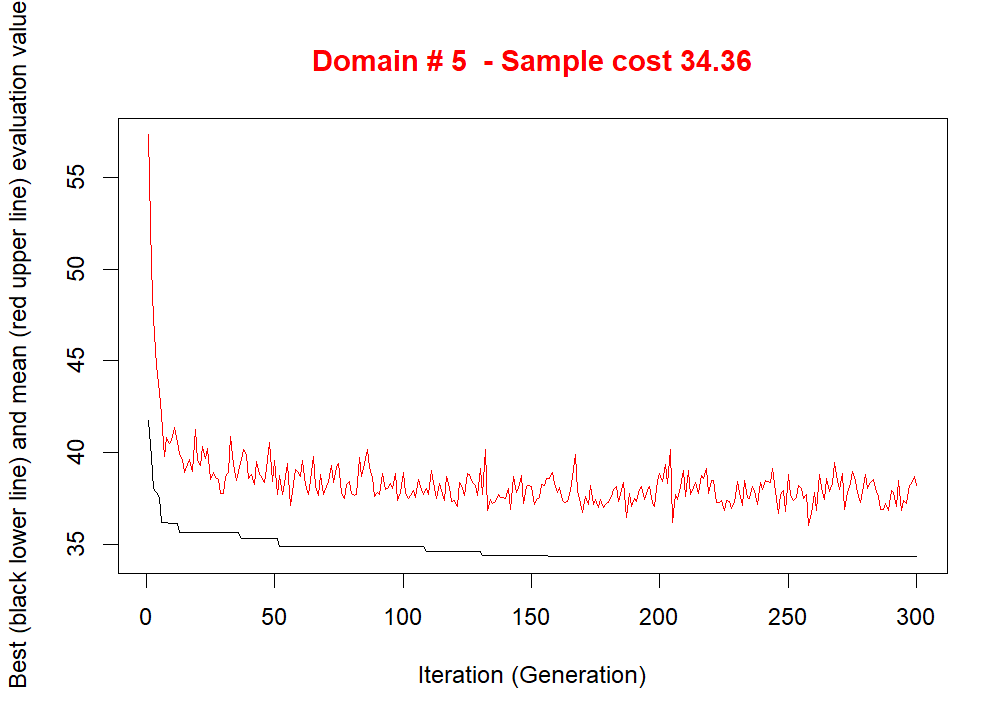 Domain # 5  - Sample cost 34.36
Best (black lower line) and mean (red upper line) evaluation value
55
50
45
40
35
0 50 100 150 200 250 300
Iteration (Generation)